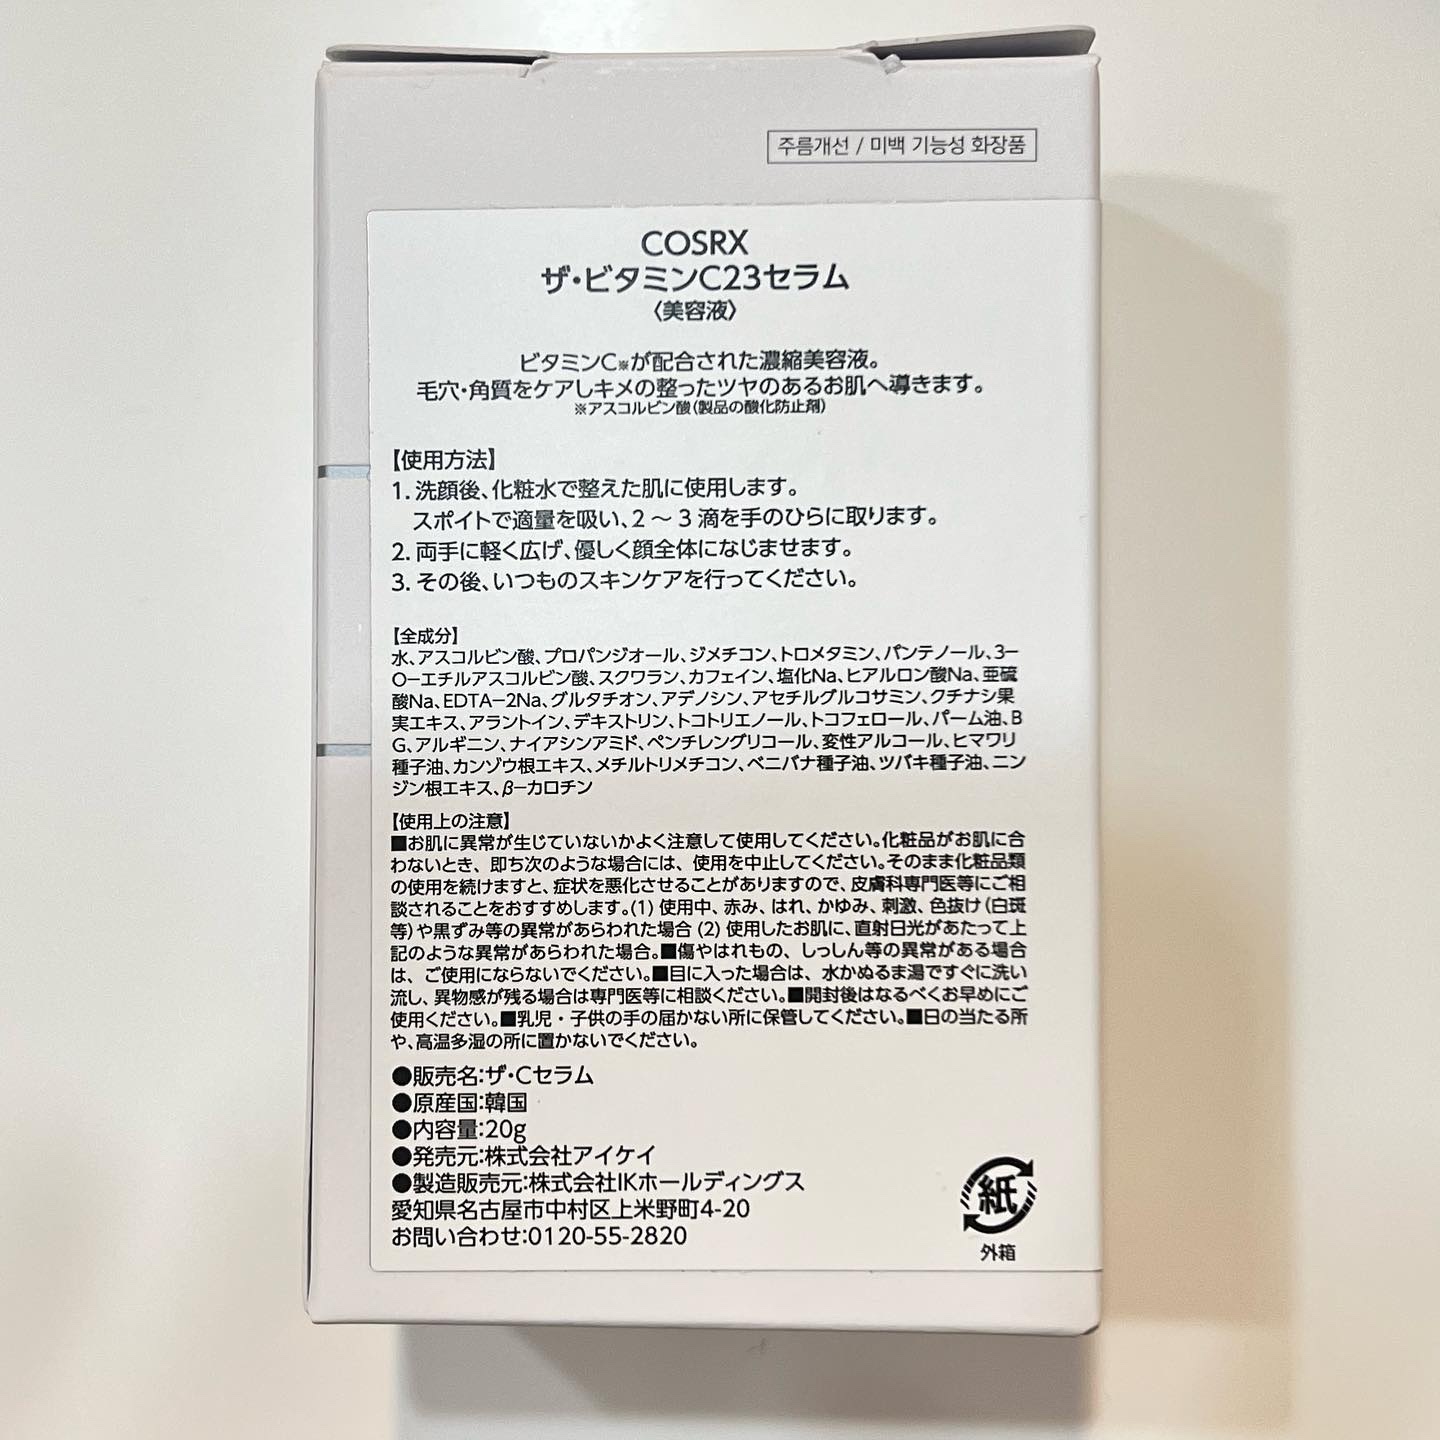 주름개선 / 미백 기능성 화장품
COSRX
ザ・ビタミンC23セラム
〈美容液〉
ビタミンC※が配合された濃縮美容液。
毛穴・角質をケアしキメの整ったツヤのあるお肌へ導きます。
※アスコルビン酸(製品の酸化防止剤)
【使用方法】
1. 洗顔後、化粧水で整えた肌に使用します。
スポイトで適量を吸い、2～3滴を手のひらに取ります。
2. 両手に軽く広げ、優しく顔全体になじませます。
3. その後、いつものスキンケアを行ってください。
【全成分】
水、アスコルビン酸、プロパンジオール、ジメチコン、トロメタミン、パンテノール、3-
O-エチルアスコルビン酸、スクワラン、カフェイン、塩化Na、ヒアルロン酸Na、亜硫
酸Na、EDTA-2Na、グルタチオン、アデノシン、アセチルグルコサミン、クチナシ果
実エキス、アラントイン、デキストリン、トコトリエノール、トコフェロール、パーム油、B
G、アルギニン、ナイアシンアミド、ペンチレングリコール、変性アルコール、ヒマワリ
種子油、カンゾウ根エキス、メチルトリメチコン、ベニバナ種子油、ツバキ種子油、ニン
ジン根エキス、β-カロチン
【使用上の注意】
■お肌に異常が生じていないかよく注意して使用してください。化粧品がお肌に合
わないとき、即ち次のような場合には、使用を中止してください。そのまま化粧品類
の使用を続けますと、症状を悪化させることがありますので、皮膚科専門医等にご相
談されることをおすすめします。(1) 使用中、赤み、はれ、かゆみ、刺激、色抜け(白斑
等)や黒ずみ等の異常があらわれた場合 (2) 使用したお肌に、直射日光があたって上
記のような異常があらわれた場合。■傷やはれもの、しっしん等の異常がある場合
は、ご使用にならないでください。■目に入った場合は、水かぬるま湯ですぐに洗い
流し、異物感が残る場合は専門医等に相談ください。■開封後はなるべくお早めにご
使用ください。■乳児・子供の手の届かない所に保管してください。■日の当たる所
や、高温多湿の所に置かないでください。
●販売名:ザ・Cセラム
●原産国:韓国
●内容量:20g
●発売元:株式会社アイケイ
●製造販売元:株式会社IKホールディングス
愛知県名古屋市中村区上米野町4-20
お問い合わせ:0120-55-2820
紙
外箱